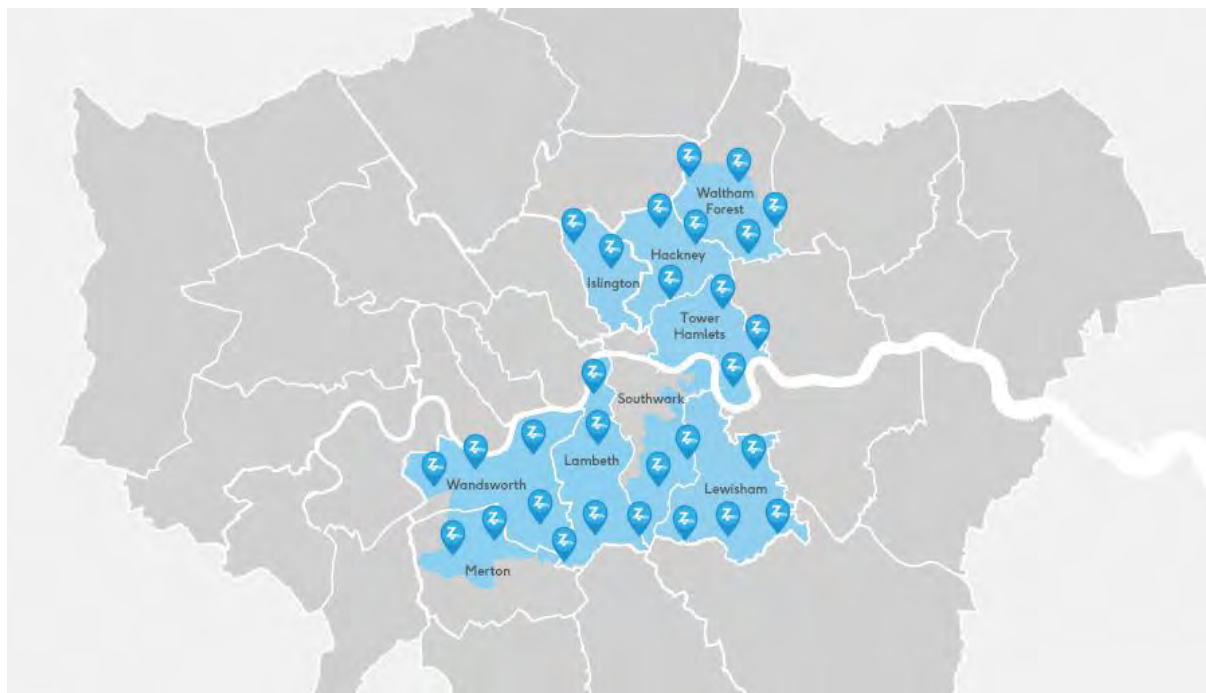 Waltham
Forest
Hackney
Islington
Tower
Hamlets
Southwark
Lambeth
Wandsworth
Lewisham
Merton